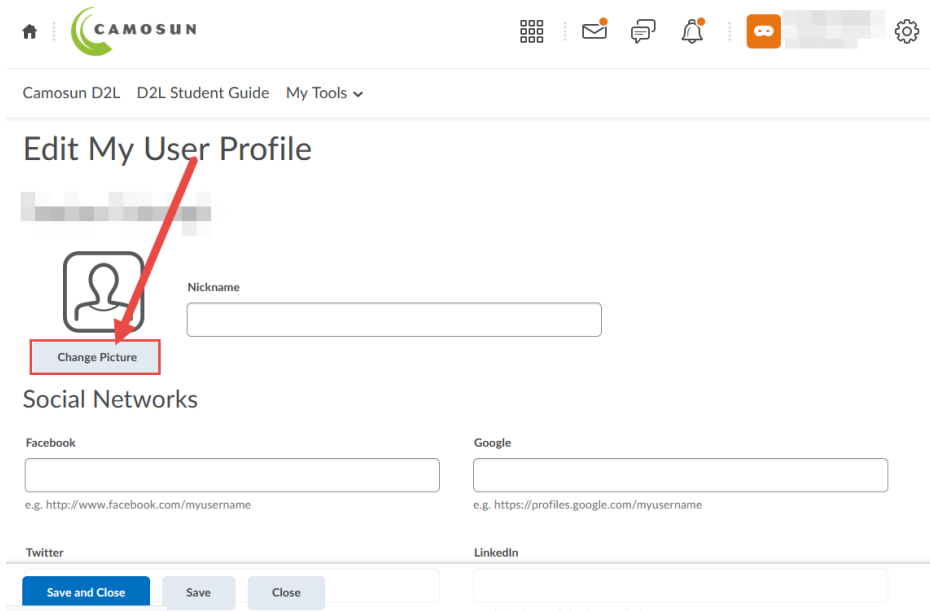 CAMOSUN
Camosun D2L D2L Student Guide My Tools
Edit My User Profile
Nickname
Change Picture
Social Networks
Facebook Google
e.g. http://www.facebook.com/myusername e.g. https://profiles.google.com/myusername
Twitter LinkedIn
Save and Close Save Close